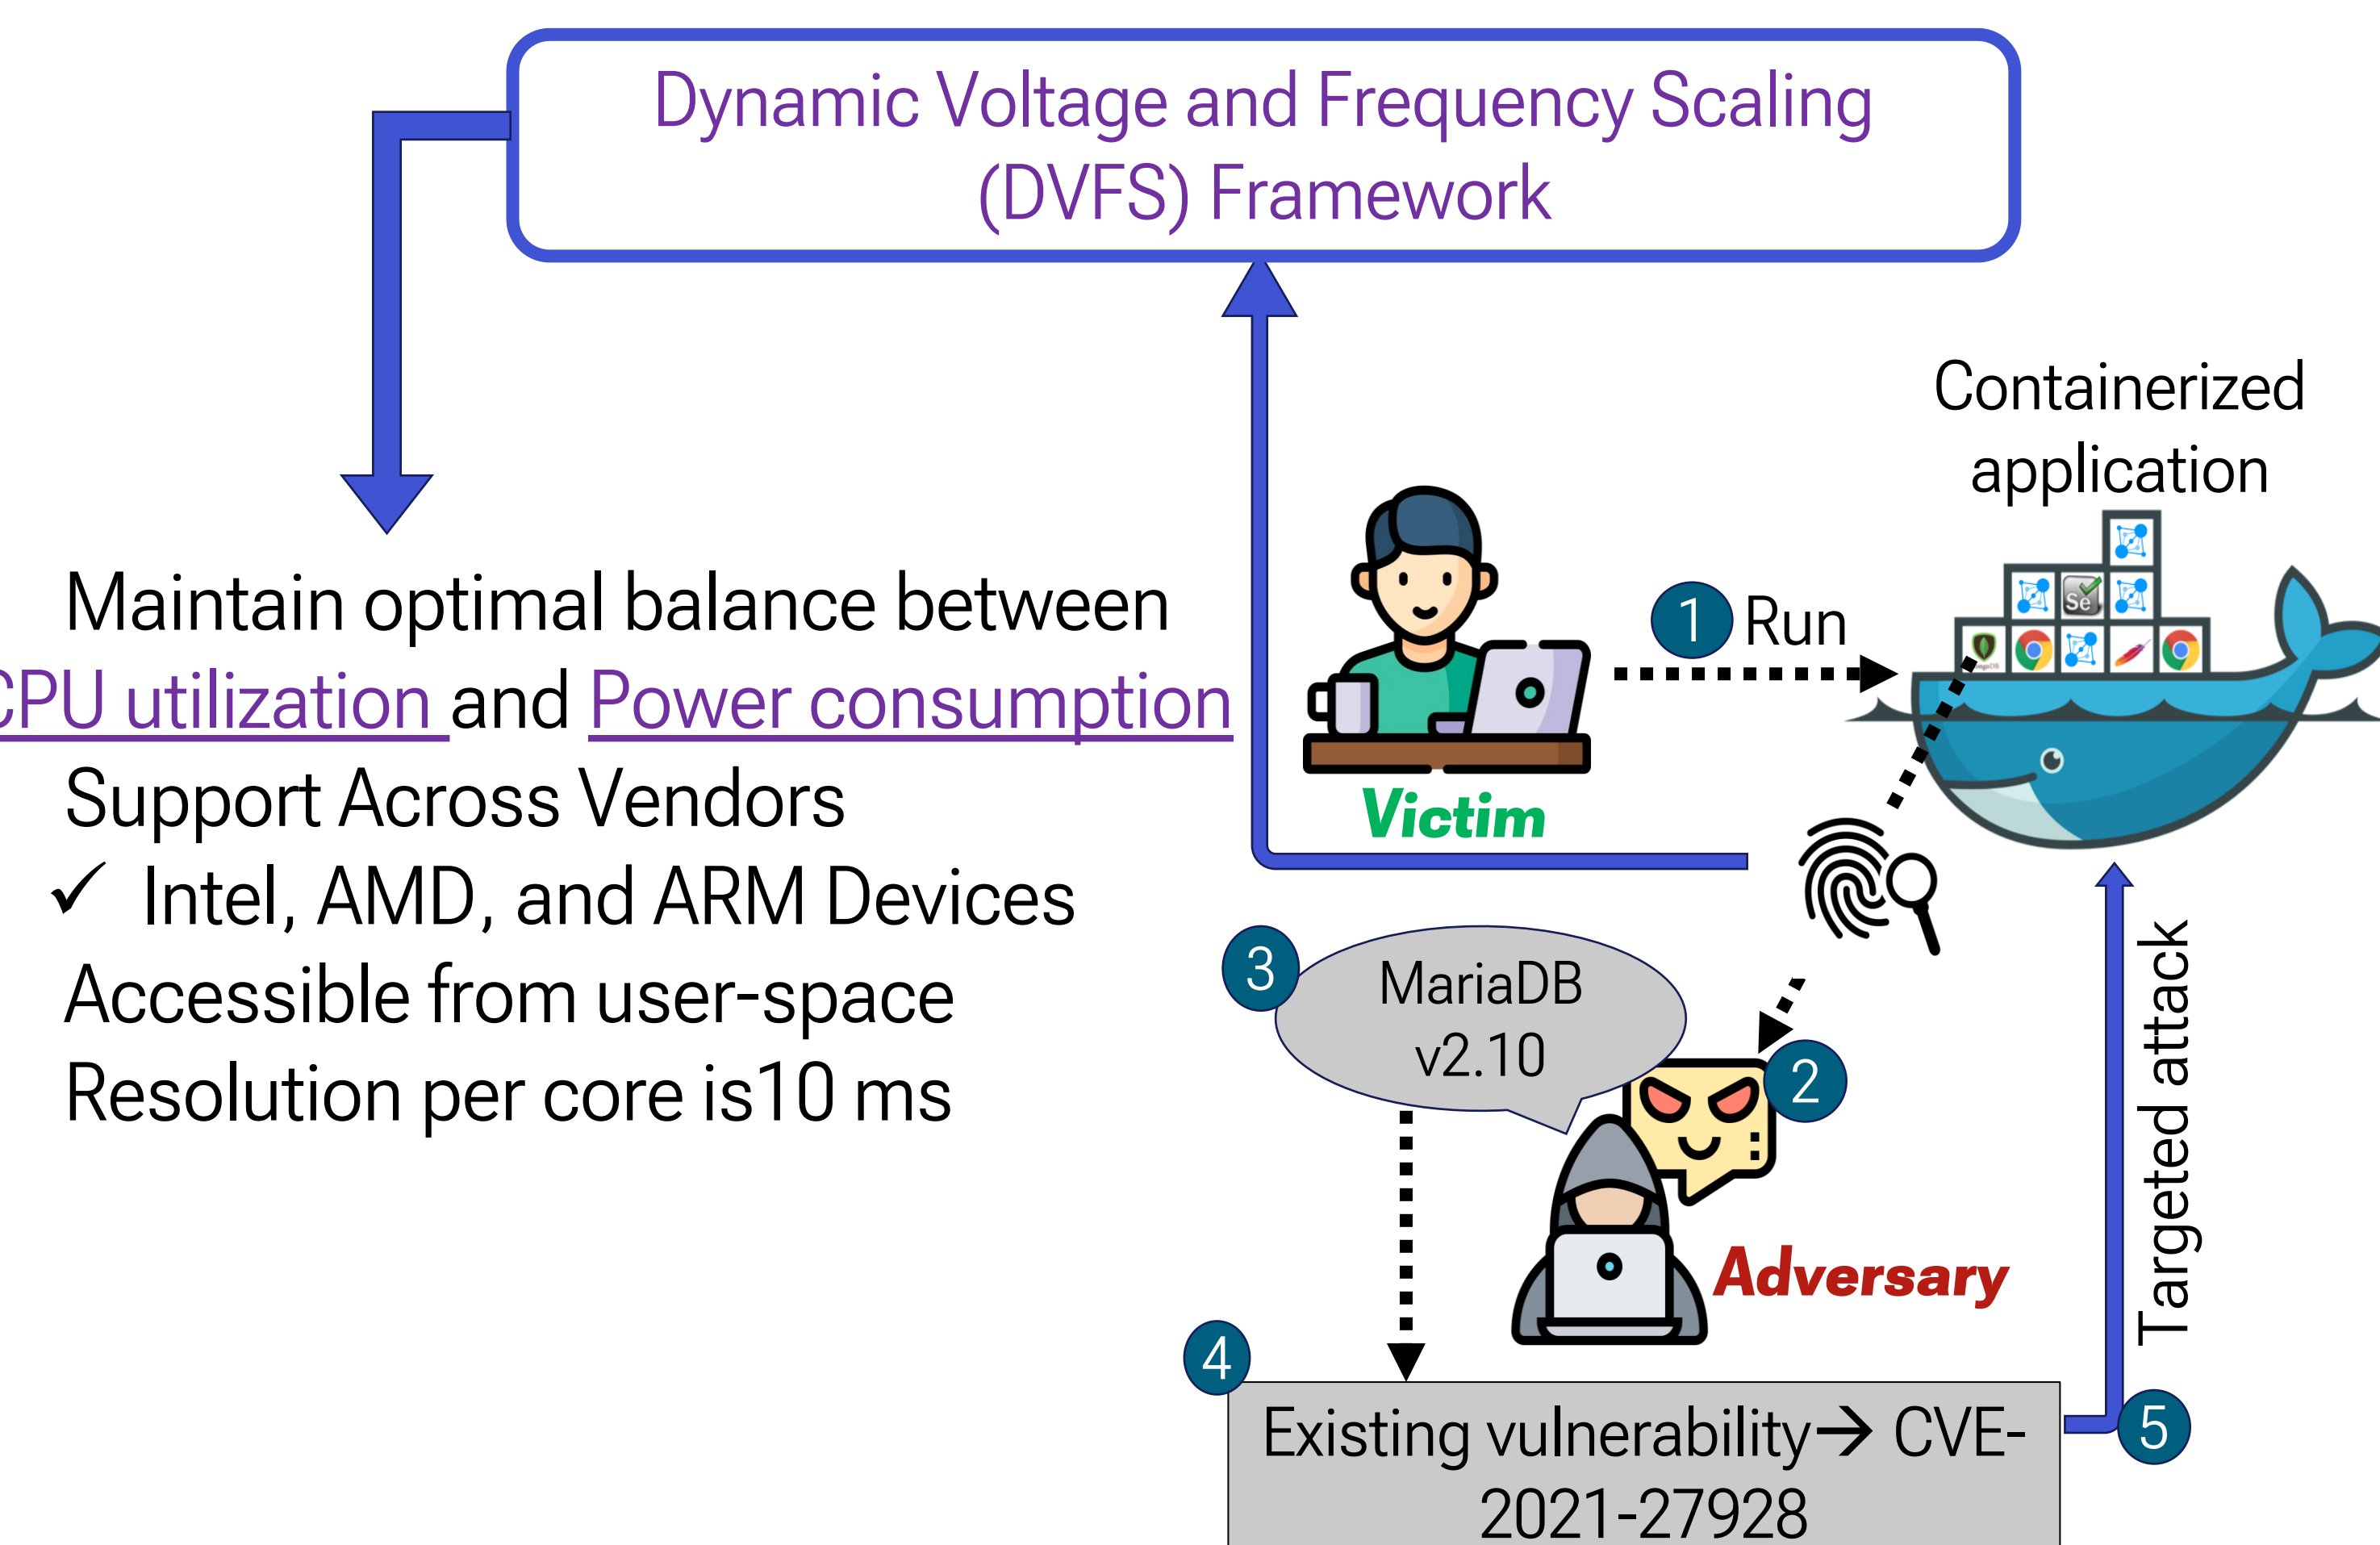 Dynamic Voltage and Frequency Scaling
(DVFS) Framework
Maintain optimal balance between
CPU utilization and Power consumption
Support Across Vendors
✓ Intel, AMD, and ARM Devices
Accessible from user-space
Resolution per core is10 ms
Containerized
application
1 Run
Se
Victim
3
MariaDB
v2.10
2
Adversary
Targeted attack
4
Existing vulnerability→ CVE-
2021-27928
5